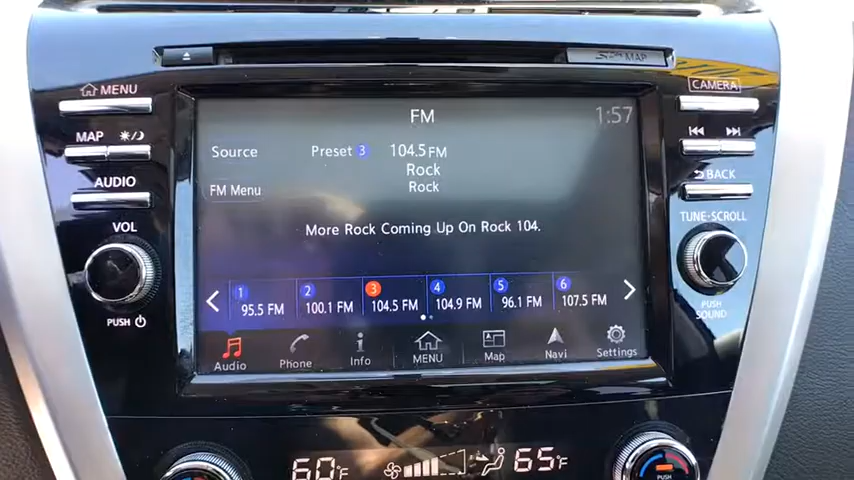 MENU
CAMERA
MAP
AUDIO
VOL
PUSH
MAP
BACK
TUNE·SCROLL
PUSH
SOUND
FM 1:57
Source Preset 3 104.5 FM
Rock
FM Menu Rock
More Rock Coming Up On Rock 104.
1 2 3 4 5 6
95.5 FM 100.1 FM 104.5 FM 104.9 FM 96.1 FM 107.5 FM
Audio Phone Info MENU Map Navi Settings
60°F 65°F
PUSH